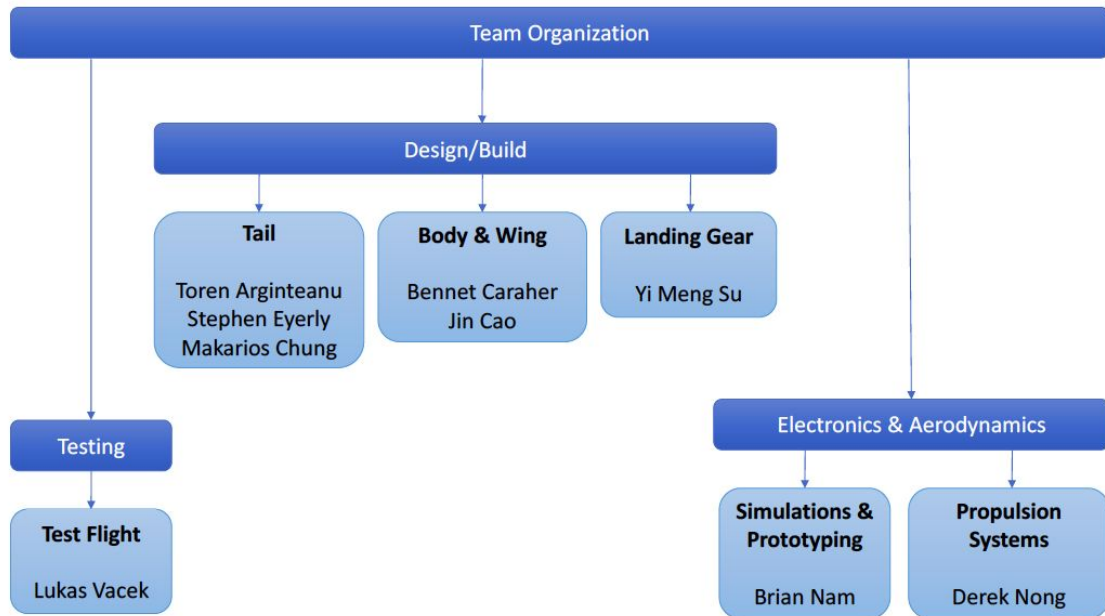 Team Organization
Design/Build
Tail
Toren Arginteanu
Stephen Eyerly
Makarios Chung
Body & Wing
Bennet Caraher
Jin Cao
Landing Gear
Yi Meng Su
Testing
Test Flight
Lukas Vacek
Electronics & Aerodynamics
Simulations &
Prototyping
Brian Nam
Propulsion
Systems
Derek Nong